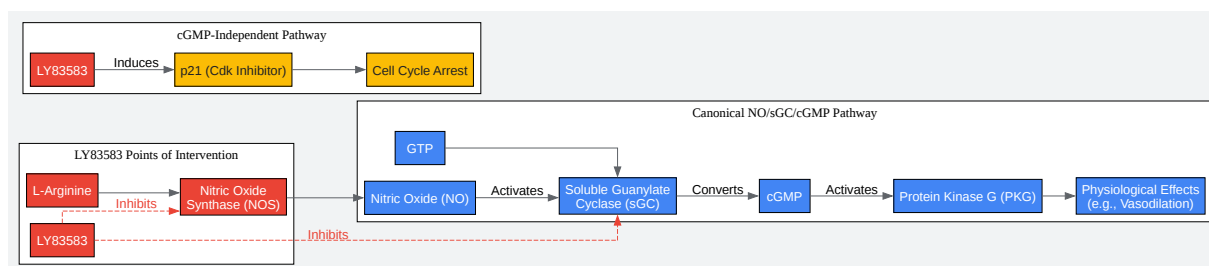 cGMP-Independent Pathway
LY83583
Induces
p21 (Cdk Inhibitor)
Cell Cycle Arrest
Canonical NO/sGC/cGMP Pathway
GTP
LY83583 Points of Intervention
L-Arginine
Nitric Oxide
Synthase (NOS)
Inhibits
LY83583
Inhibits
Nitric Oxide (NO)
Activates
Soluble Guanylate
Cyclase (sGC)
Converts
cGMP
Activates
Protein Kinase G (PKG)
Physiological Effects
(e.g., Vasodilation)